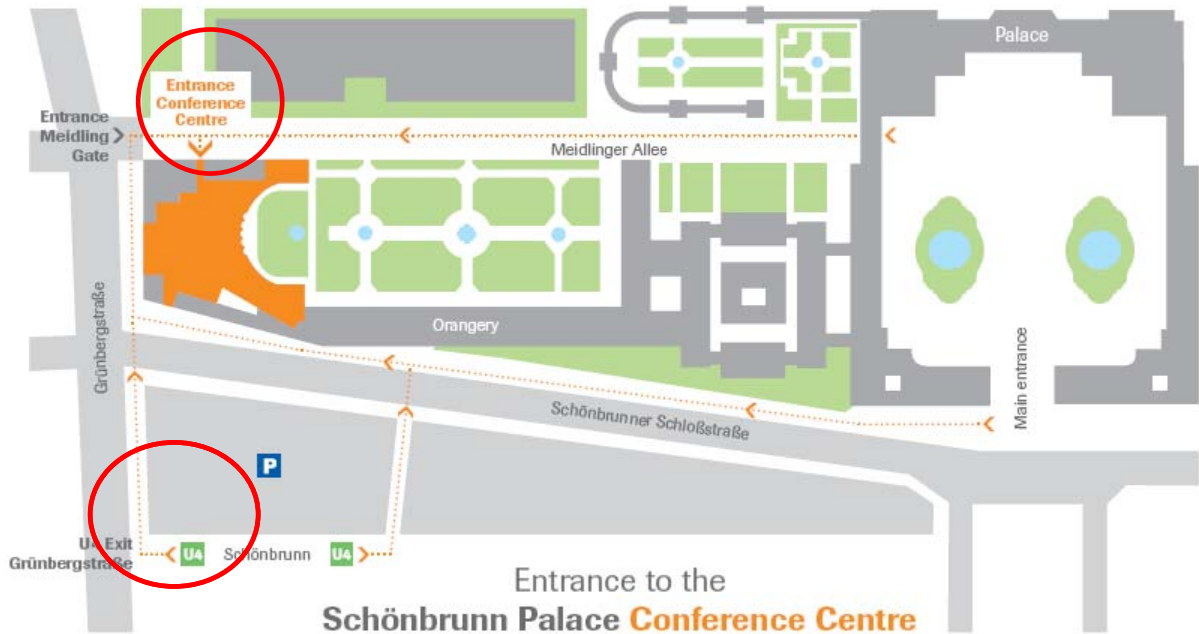 Palace
Entrance
Conference
Centre
Entrance
Meidling
Gate
Meidlinger Allee
Grünbergstraße
Orangery
Main entrance
Schönbrunner Schloßstraße
P
U4 Exit
Grünbergstraße
U4
Schönbrunn
U4
Entrance to the
Schönbrunn Palace Conference Centre